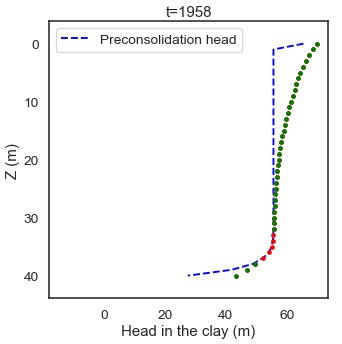 t=1958
Preconsolidation head
0
10
20
30
40
Z (m)
0 20 40 60
Head in the clay (m)